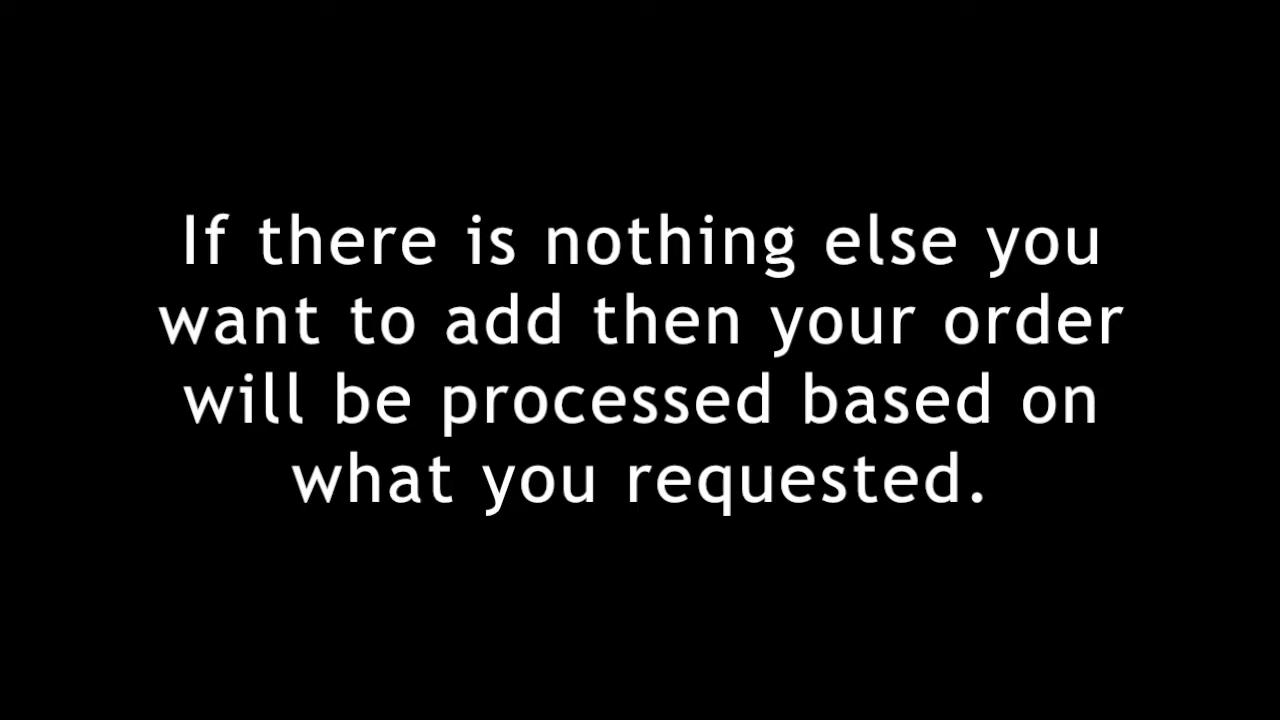 If there is nothing else you
want to add then your order
will be processed based on
what you requested.